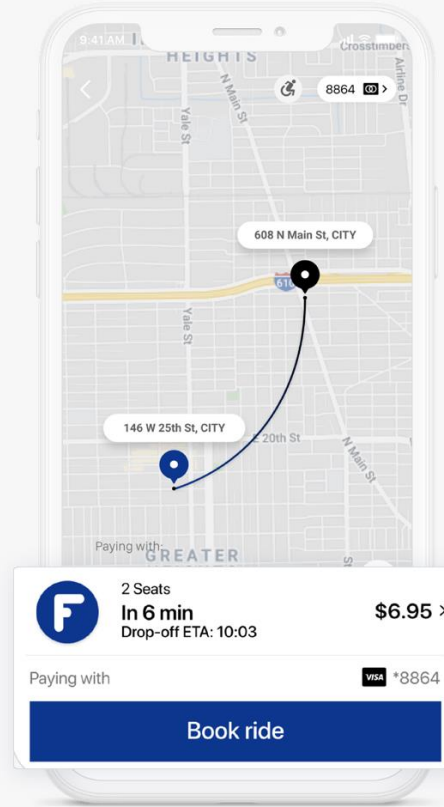 9:41 AM
HEIGHTS
Crosstimbers
Airline Dr
N Main St
8864
Yale St
608 N Main St, CITY
610
Yale St
146 W 25th St, CITY
E 20th St
N Main St
Paying with:
GREATER
F
2 Seats
In 6 min
$6.95 >
Drop-off ETA: 10:03
Paying with
VISA *8864
Book ride